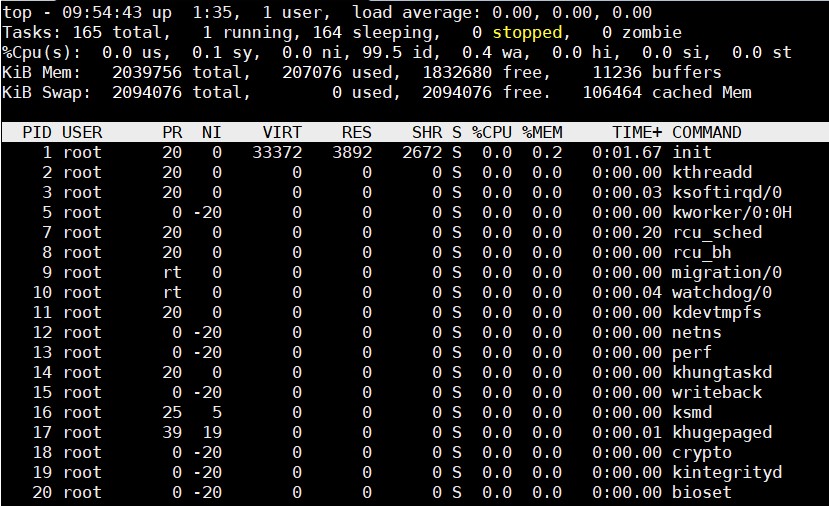 top - 09:54:43 up  1:35,  1 user,  load average: 0.00, 0.00, 0.00
Tasks: 165 total,   1 running, 164 sleeping,   0 stopped,   0 zombie
%Cpu(s):  0.0 us,  0.1 sy,  0.0 ni, 99.5 id,  0.4 wa,  0.0 hi,  0.0 si,  0.0 st
KiB Mem:   2039756 total,   207076 used,  1832680 free,    11236 buffers
KiB Swap:  2094076 total,        0 used,  2094076 free.   106464 cached Mem
PID USER      PR  NI    VIRT    RES    SHR S %CPU %MEM     TIME+ COMMAND
1 root      20   0   33372   3892   2672 S  0.0  0.2   0:01.67 init
2 root      20   0       0      0      0 S  0.0  0.0   0:00.00 kthreadd
3 root      20   0       0      0      0 S  0.0  0.0   0:00.03 ksoftirqd/0
5 root       0 -20       0      0      0 S  0.0  0.0   0:00.00 kworker/0:0H
7 root      20   0       0      0      0 S  0.0  0.0   0:00.20 rcu_sched
8 root      20   0       0      0      0 S  0.0  0.0   0:00.00 rcu_bh
9 root      rt   0       0      0      0 S  0.0  0.0   0:00.00 migration/0
10 root      rt   0       0      0      0 S  0.0  0.0   0:00.04 watchdog/0
11 root      20   0       0      0      0 S  0.0  0.0   0:00.00 kdevtmpfs
12 root       0 -20       0      0      0 S  0.0  0.0   0:00.00 netns
13 root       0 -20       0      0      0 S  0.0  0.0   0:00.00 perf
14 root      20   0       0      0      0 S  0.0  0.0   0:00.00 khungtaskd
15 root       0 -20       0      0      0 S  0.0  0.0   0:00.00 writeback
16 root      25   5       0      0      0 S  0.0  0.0   0:00.00 ksmd
17 root      39  19       0      0      0 S  0.0  0.0   0:00.01 khugepaged
18 root       0 -20       0      0      0 S  0.0  0.0   0:00.00 crypto
19 root       0 -20       0      0      0 S  0.0  0.0   0:00.00 kintegrityd
20 root       0 -20       0      0      0 S  0.0  0.0   0:00.00 bioset